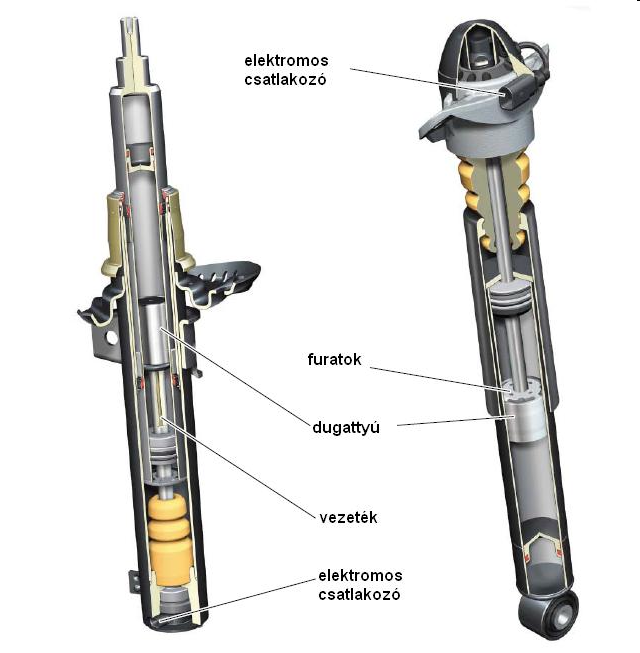 elektromos
csatlakozó
furatok
dugattyú
vezeték
elektromos
csatlakozó